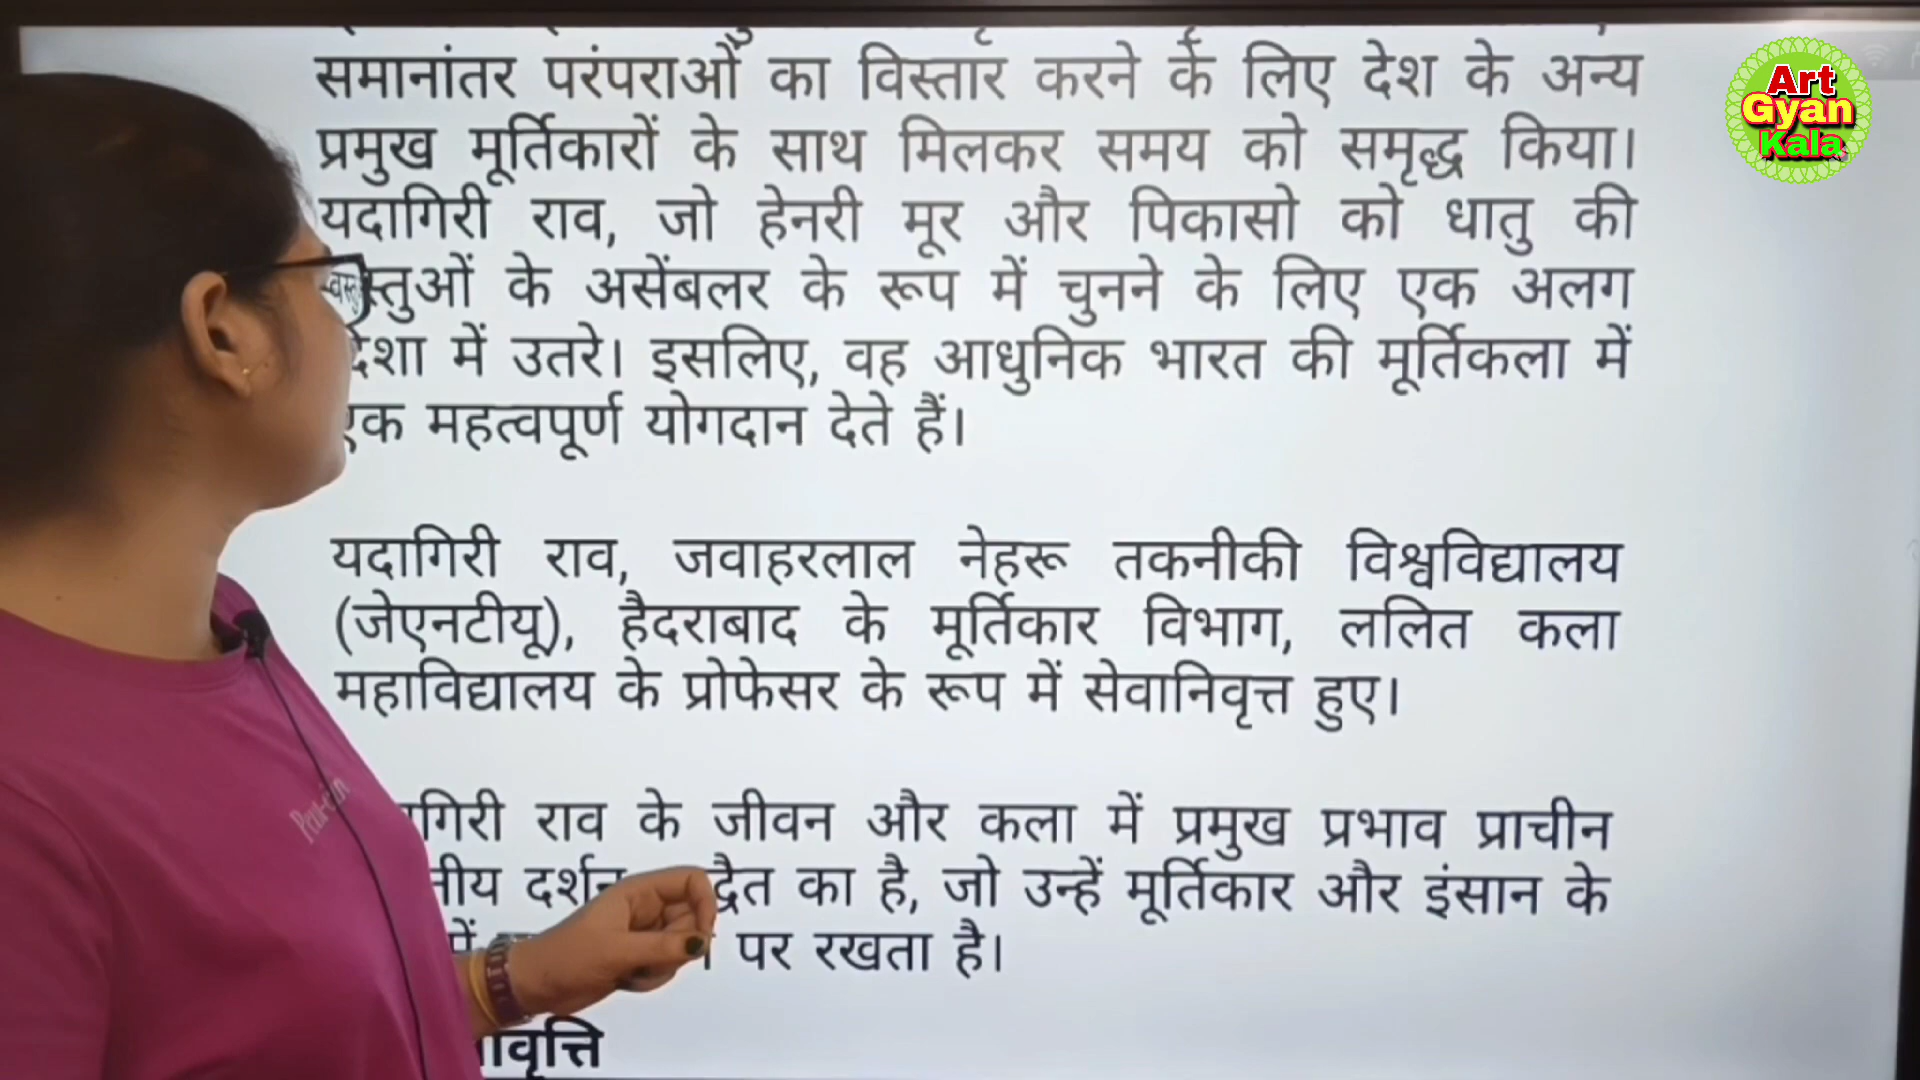 समानांतर परंपराओं का विस्तार करने के लिए देश के अन्य
प्रमुख मूर्तिकारों के साथ मिलकर समय को समृद्ध किया।
यदागिरी राव, जो हेनरी मूर और पिकासो को धातु की
वस्तुओं के असेंबलर के रूप में चुनने के लिए एक अलग
में उतरे। इसलिए, वह आधुनिक भारत की मूर्तिकला में
एक महत्वपूर्ण योगदान देते हैं।
यदागिरी राव, जवाहरलाल नेहरू तकनीकी विश्वविद्यालय
(जेएनटीयू), हैदराबाद के मूर्तिकार विभाग, ललित कला
महाविद्यालय के प्रोफेसर के रूप में सेवानिवृत्त हुए।
राव के जीवन और कला में प्रमुख प्रभाव प्राचीन
दर्शन का है, जो उन्हें मूर्तिकार और इंसान के
पर रखता है।
Art
Gyan
Kala